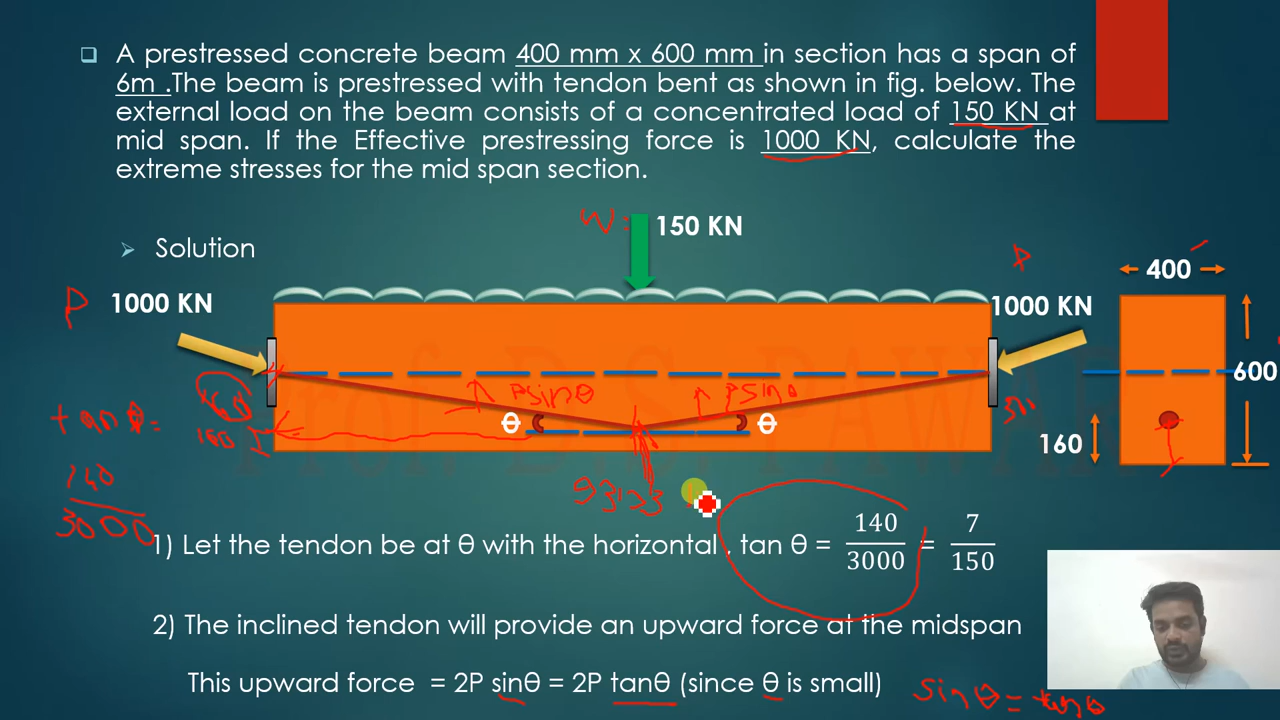 A prestressed concrete beam 400 mm x 600 mm in section has a span of
6m .The beam is prestressed with tendon bent as shown in fig. below. The
external load on the beam consists of a concentrated load of 150 KN at
mid span. If the Effective prestressing force is 1000 KN, calculate the
extreme stresses for the mid span section.
W = 150 KN
Solution
P 1000 KN
P
1000 KN
400
600
160
Psinθ
Psinθ
θ
θ
160
tan θ =
140
3000
1) Let the tendon be at θ with the horizontal , tan θ = 140/3000 = 7/150
2) The inclined tendon will provide an upward force at the midspan
This upward force = 2P sinθ = 2P tanθ (since θ is small)
sin θ = tan θ